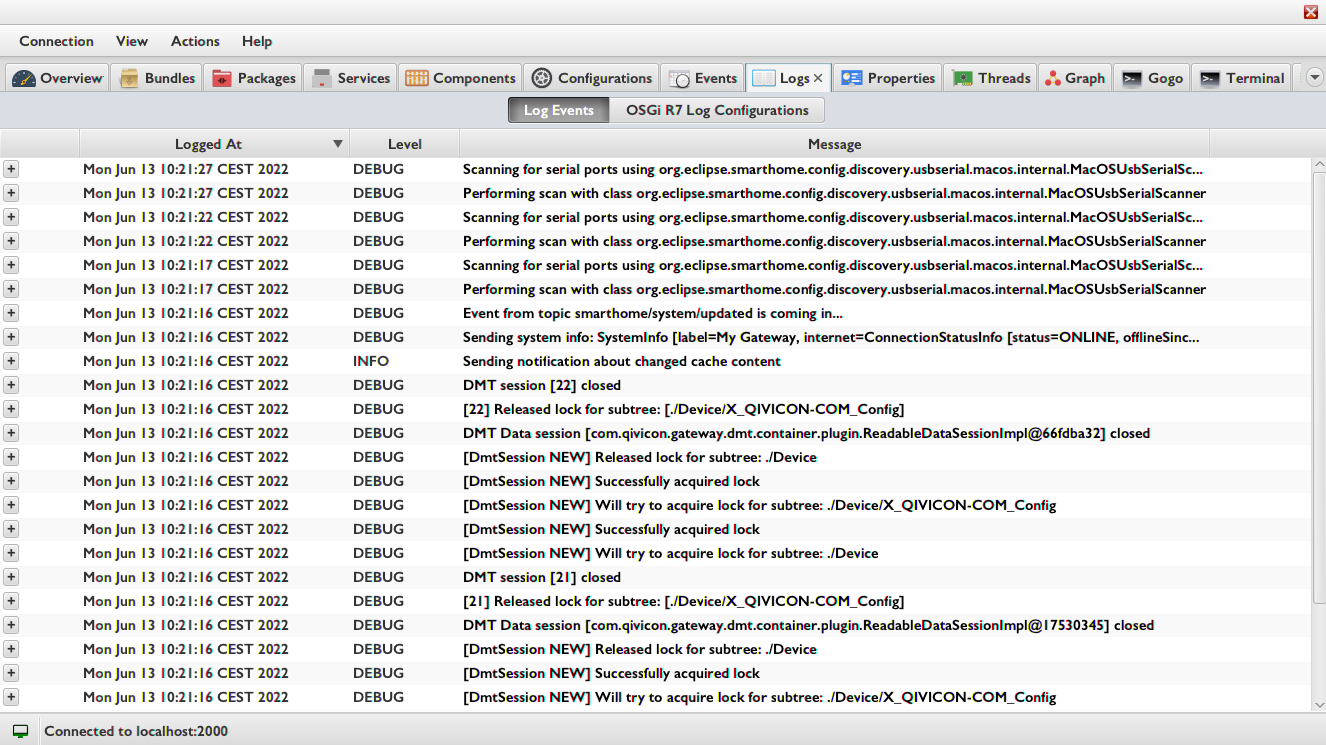 Connection View Actions Help
Overview Bundles Packages Services Components Configurations Events Logs Properties Threads Graph Gogo Terminal
Log Events OSGi R7 Log Configurations
Logged At Level Message
Mon Jun 13 10:21:27 CEST 2022 DEBUG Scanning for serial ports using org.eclipse.smarthome.config.discovery.usbserial.macos.internal.MacOSUsbSerialSc...
Mon Jun 13 10:21:27 CEST 2022 DEBUG Performing scan with class org.eclipse.smarthome.config.discovery.usbserial.macos.internal.MacOSUsbSerialScanner
Mon Jun 13 10:21:22 CEST 2022 DEBUG Scanning for serial ports using org.eclipse.smarthome.config.discovery.usbserial.macos.internal.MacOSUsbSerialSc...
Mon Jun 13 10:21:22 CEST 2022 DEBUG Performing scan with class org.eclipse.smarthome.config.discovery.usbserial.macos.internal.MacOSUsbSerialScanner
Mon Jun 13 10:21:17 CEST 2022 DEBUG Scanning for serial ports using org.eclipse.smarthome.config.discovery.usbserial.macos.internal.MacOSUsbSerialSc...
Mon Jun 13 10:21:17 CEST 2022 DEBUG Performing scan with class org.eclipse.smarthome.config.discovery.usbserial.macos.internal.MacOSUsbSerialScanner
Mon Jun 13 10:21:16 CEST 2022 DEBUG Event from topic smarthome/system/updated is coming in...
Mon Jun 13 10:21:16 CEST 2022 DEBUG Sending system info: SystemInfo [label=My Gateway, internet=ConnectionStatusInfo [status=ONLINE, offlineSinc...
Mon Jun 13 10:21:16 CEST 2022 INFO Sending notification about changed cache content
Mon Jun 13 10:21:16 CEST 2022 DEBUG DMT session [22] closed
Mon Jun 13 10:21:16 CEST 2022 DEBUG [22] Released lock for subtree: [./Device/X_QIVICON-COM_Config]
Mon Jun 13 10:21:16 CEST 2022 DEBUG DMT Data session [com.qivicon.gateway.dmt.container.plugin.ReadableDataSessionImpl@66fdba32] closed
Mon Jun 13 10:21:16 CEST 2022 DEBUG [DmtSession NEW] Released lock for subtree: ./Device
Mon Jun 13 10:21:16 CEST 2022 DEBUG [DmtSession NEW] Successfully acquired lock
Mon Jun 13 10:21:16 CEST 2022 DEBUG [DmtSession NEW] Will try to acquire lock for subtree: ./Device/X_QIVICON-COM_Config
Mon Jun 13 10:21:16 CEST 2022 DEBUG [DmtSession NEW] Successfully acquired lock
Mon Jun 13 10:21:16 CEST 2022 DEBUG [DmtSession NEW] Will try to acquire lock for subtree: ./Device
Mon Jun 13 10:21:16 CEST 2022 DEBUG DMT session [21] closed
Mon Jun 13 10:21:16 CEST 2022 DEBUG [21] Released lock for subtree: [./Device/X_QIVICON-COM_Config]
Mon Jun 13 10:21:16 CEST 2022 DEBUG DMT Data session [com.qivicon.gateway.dmt.container.plugin.ReadableDataSessionImpl@17530345] closed
Mon Jun 13 10:21:16 CEST 2022 DEBUG [DmtSession NEW] Released lock for subtree: ./Device
Mon Jun 13 10:21:16 CEST 2022 DEBUG [DmtSession NEW] Successfully acquired lock
Mon Jun 13 10:21:16 CEST 2022 DEBUG [DmtSession NEW] Will try to acquire lock for subtree: ./Device/X_QIVICON-COM_Config
Connected to localhost:2000